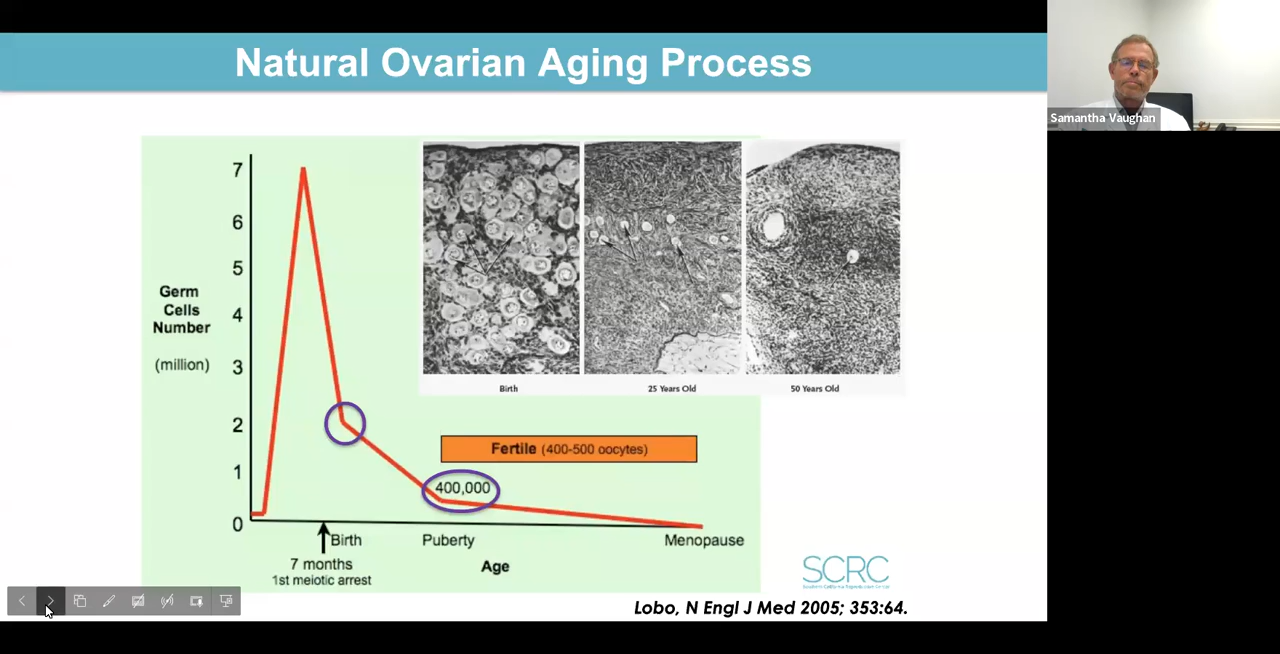 Natural Ovarian Aging Process
Samantha Vaughan
7
6
5
4
3
2
1
0
Germ
Cells
Number
(million)
Birth
25 Years Old
50 Years Old
Fertile (400-500 oocytes)
400,000
Birth
Puberty
Menopause
7 months
1st meiotic arrest
Age
SCRC
Lobo, N Engl J Med 2005; 353:64.